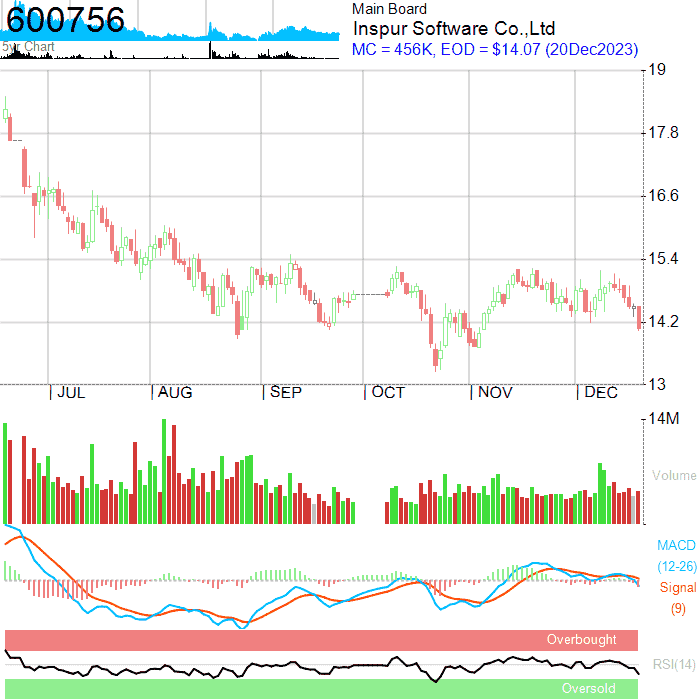 600756
5yr Chart
Main Board
Inspur Software Co.,Ltd
MC = 456K, EOD = $14.07 (20Dec2023)
19
17.8
16.6
15.4
14.2
13
JUL AUG SEP OCT NOV DEC
14M
Volume
MACD
(12-26)
Signal
(9)
Overbought
RSI(14)
Oversold